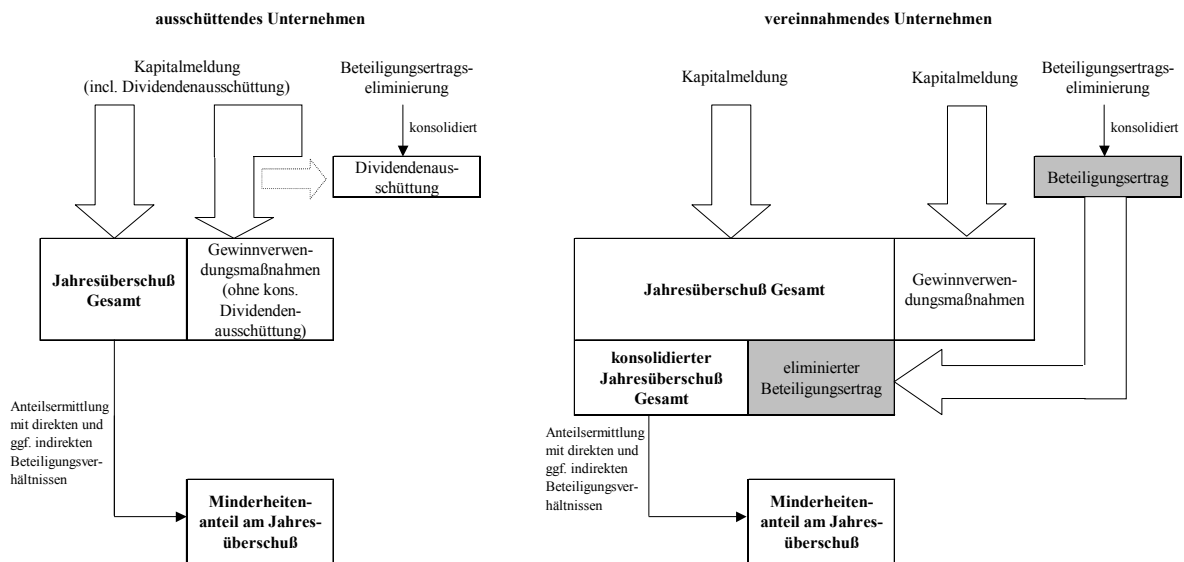 ausschüttendes Unternehmen
Kapitalmeldung
(incl. Dividendenausschüttung)
Beteiligungsertrags-
eliminierung
konsolidiert
Dividendenaus-
schüttung
Jahresüberschuß
Gesamt
Gewinnverwen-
dungsmaßnahmen
(ohne kons.
Dividenden-
ausschüttung)
Anteilsermittlung
mit direkten und
ggf. indirekten
Beteiligungsver-
hältnissen
Minderheiten-
anteil am Jahres-
überschuß
vereinnahmendes Unternehmen
Kapitalmeldung
Kapitalmeldung
Beteiligungsertrags-
eliminierung
konsolidiert
Beteiligungsertrag
Jahresüberschuß Gesamt
Gewinnverwen-
dungsmaßnahmen
konsolidierter
Jahresüberschuß
Gesamt
eliminierter
Beteiligungsertrag
Anteilsermittlung
mit direkten und
ggf. indirekten
Beteiligungsver-
hältnissen
Minderheiten-
anteil am Jahres-
überschuß